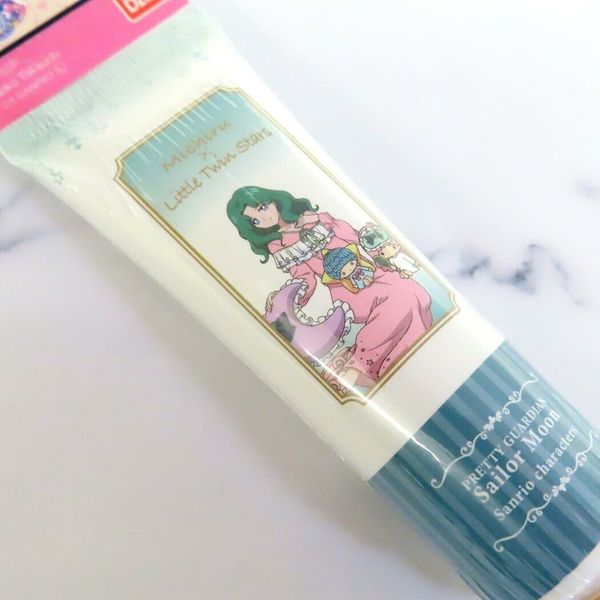 Michiru
×
Little Twin Stars
PRETTY GUARDIAN
Sailor Moon
Sanrio characters